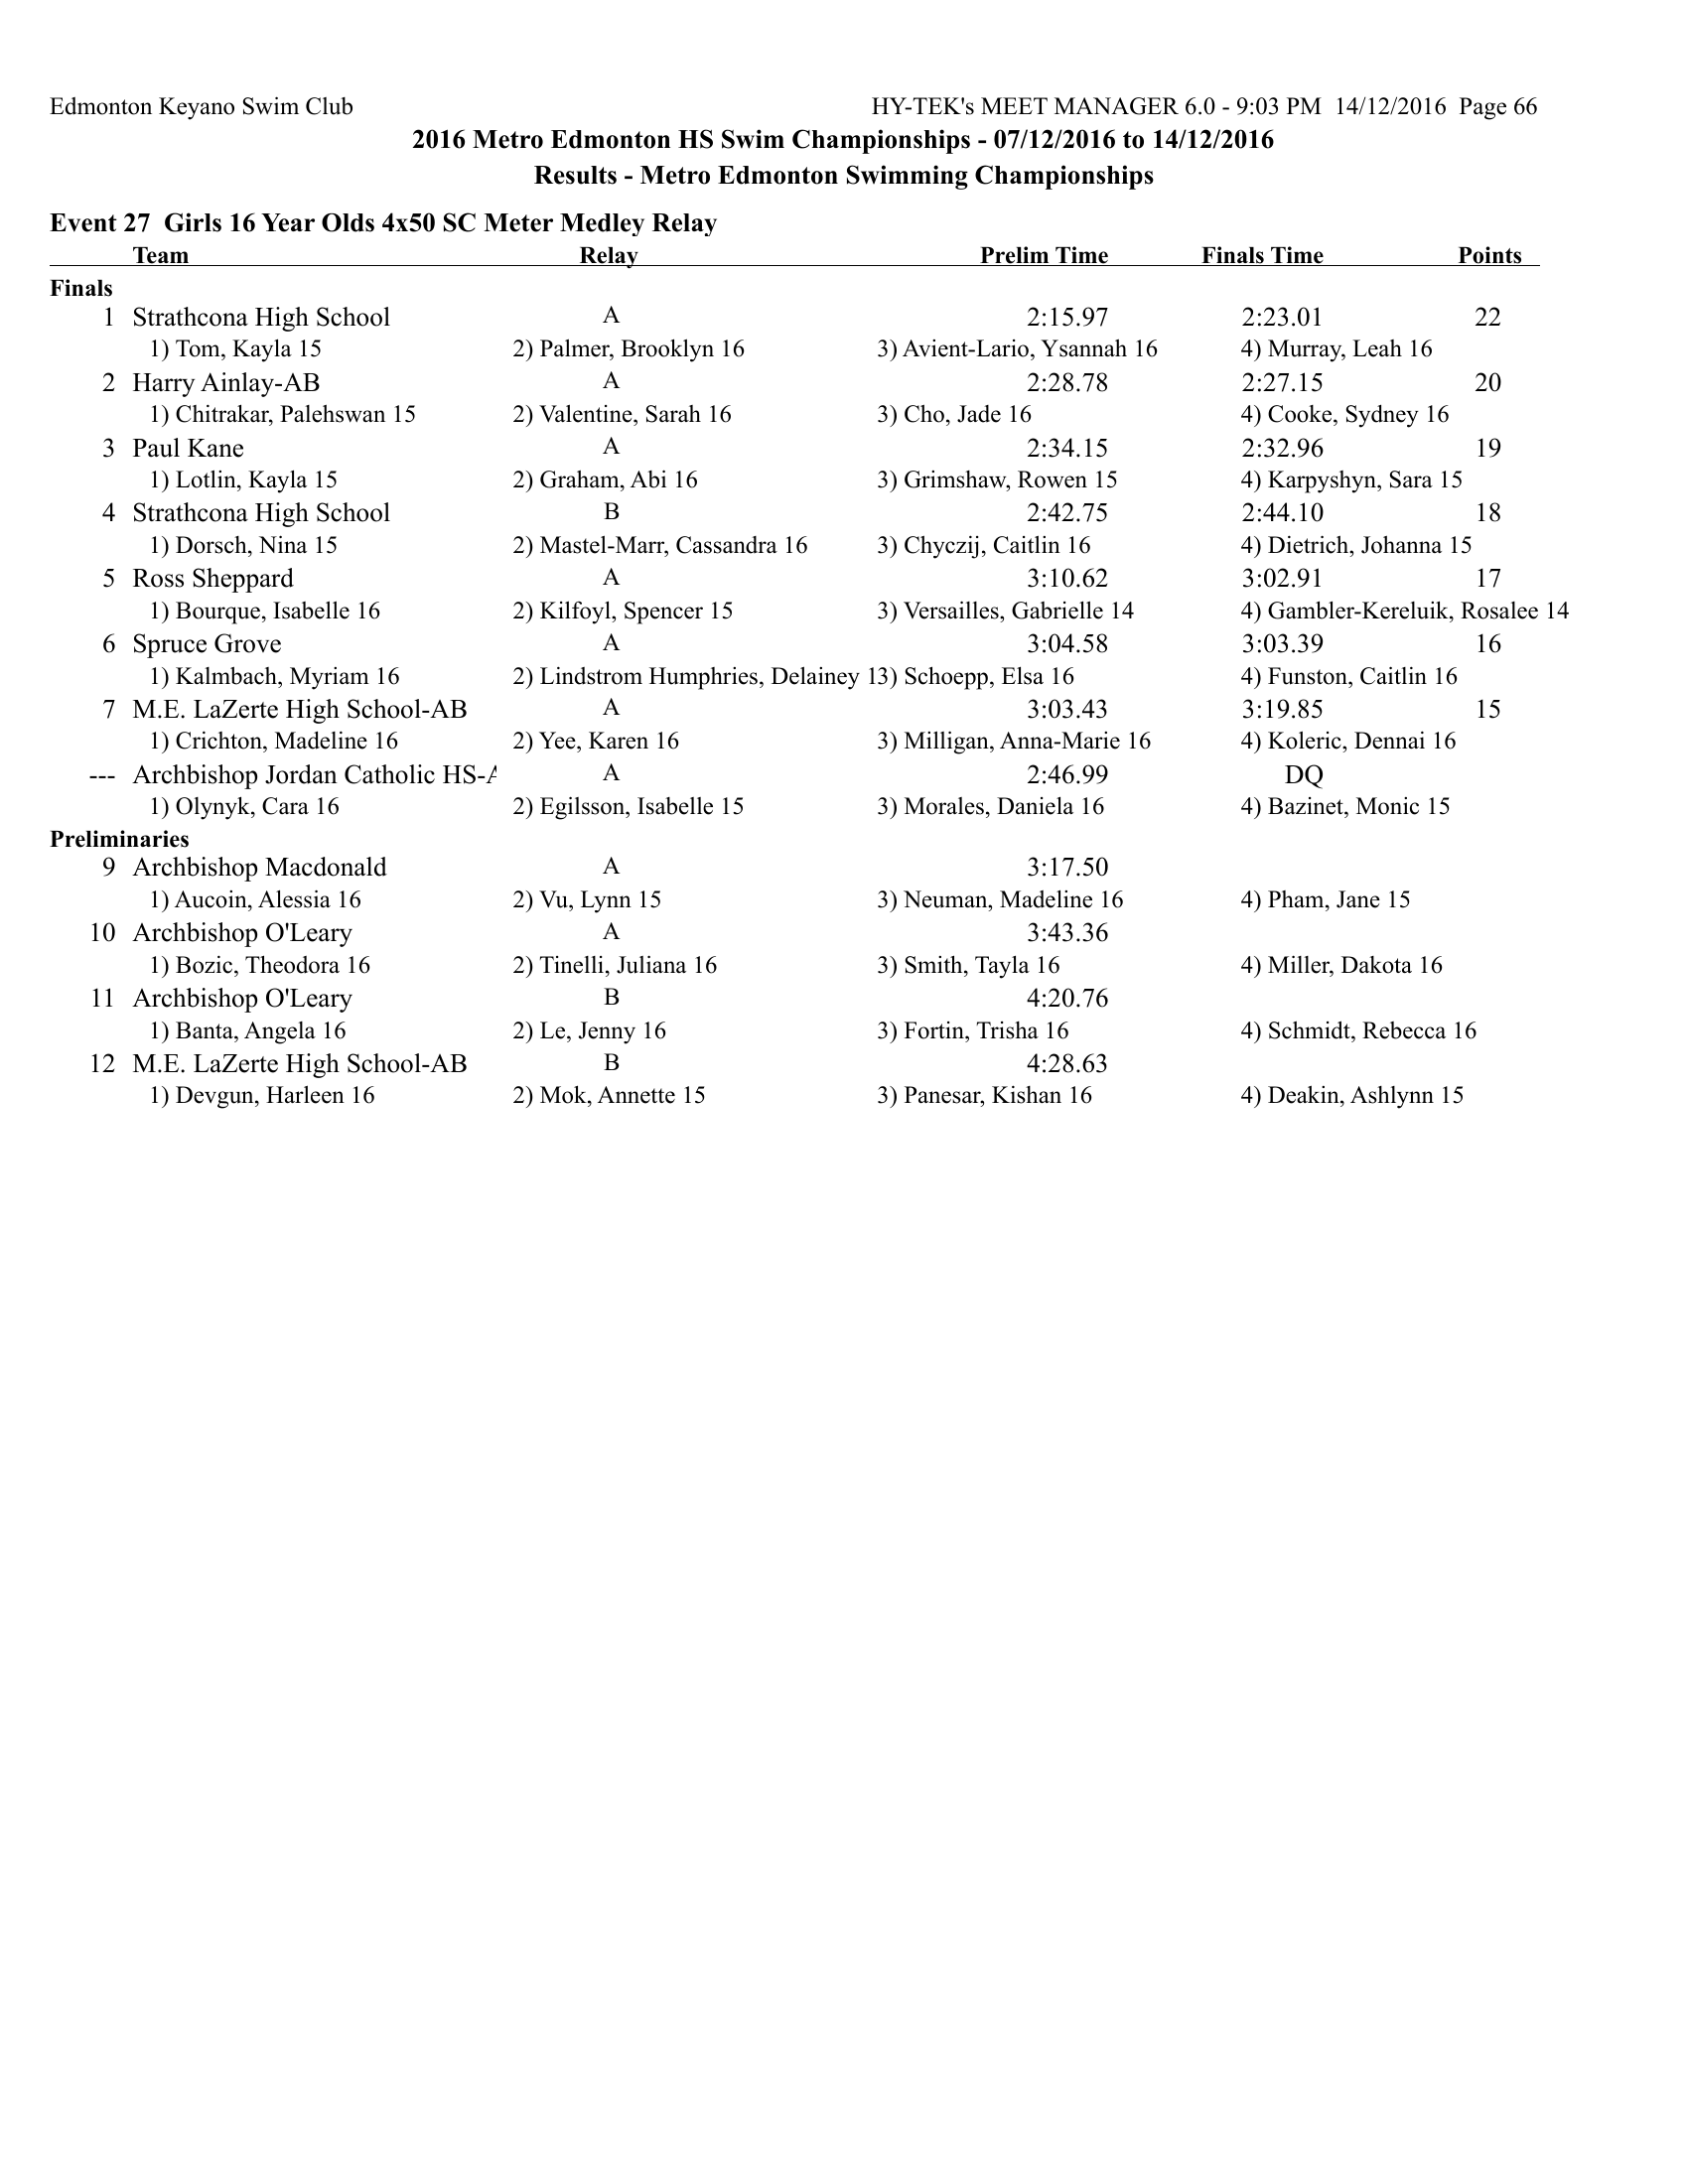 Edmonton Keyano Swim Club HY-TEK's MEET MANAGER 6.0 - 9:03 PM 14/12/2016 Page 66
2016 Metro Edmonton HS Swim Championships - 07/12/2016 to 14/12/2016
Results - Metro Edmonton Swimming Championships
Event 27 Girls 16 Year Olds 4x50 SC Meter Medley Relay
Team Relay Prelim Time Finals Time Points
Finals
1 Strathcona High School A 2:15.97 2:23.01 22
1) Tom, Kayla 15 2) Palmer, Brooklyn 16 3) Avient-Lario, Ysannah 16 4) Murray, Leah 16
2 Harry Ainlay-AB A 2:28.78 2:27.15 20
1) Chitrakar, Palehswan 15 2) Valentine, Sarah 16 3) Cho, Jade 16 4) Cooke, Sydney 16
3 Paul Kane A 2:34.15 2:32.96 19
1) Lotlin, Kayla 15 2) Graham, Abi 16 3) Grimshaw, Rowen 15 4) Karpyshyn, Sara 15
4 Strathcona High School B 2:42.75 2:44.10 18
1) Dorsch, Nina 15 2) Mastel-Marr, Cassandra 16 3) Chyczij, Caitlin 16 4) Dietrich, Johanna 15
5 Ross Sheppard A 3:10.62 3:02.91 17
1) Bourque, Isabelle 16 2) Kilfoyl, Spencer 15 3) Versailles, Gabrielle 14 4) Gambler-Kereluik, Rosalee 14
6 Spruce Grove A 3:04.58 3:03.39 16
1) Kalmbach, Myriam 16 2) Lindstrom Humphries, Delainey 13) Schoepp, Elsa 16 4) Funston, Caitlin 16
7 M.E. LaZerte High School-AB A 3:03.43 3:19.85 15
1) Crichton, Madeline 16 2) Yee, Karen 16 3) Milligan, Anna-Marie 16 4) Koleric, Dennai 16
--- Archbishop Jordan Catholic HS-A A 2:46.99 DQ
1) Olynyk, Cara 16 2) Egilsson, Isabelle 15 3) Morales, Daniela 16 4) Bazinet, Monic 15
Preliminaries
9 Archbishop Macdonald A 3:17.50
1) Aucoin, Alessia 16 2) Vu, Lynn 15 3) Neuman, Madeline 16 4) Pham, Jane 15
10 Archbishop O'Leary A 3:43.36
1) Bozic, Theodora 16 2) Tinelli, Juliana 16 3) Smith, Tayla 16 4) Miller, Dakota 16
11 Archbishop O'Leary B 4:20.76
1) Banta, Angela 16 2) Le, Jenny 16 3) Fortin, Trisha 16 4) Schmidt, Rebecca 16
12 M.E. LaZerte High School-AB B 4:28.63
1) Devgun, Harleen 16 2) Mok, Annette 15 3) Panesar, Kishan 16 4) Deakin, Ashlynn 15